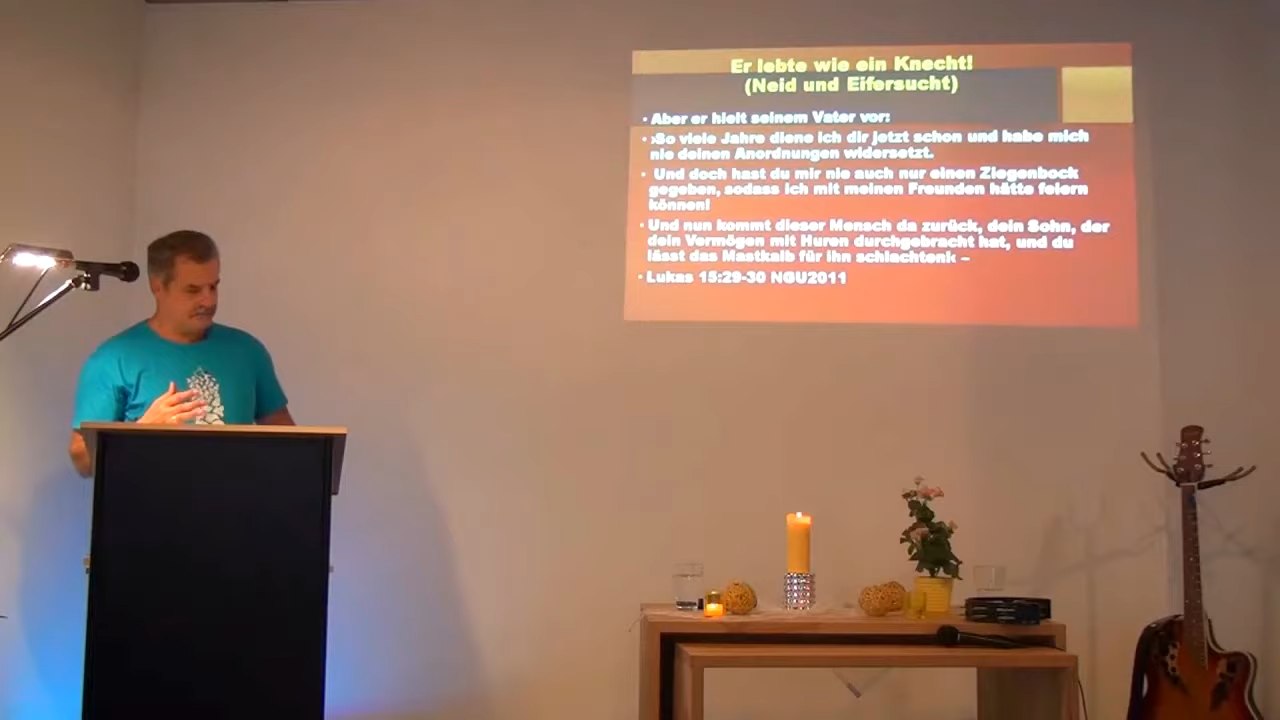 Er lebte wie ein Knecht!
(Neid und Eifersucht)
• Aber er hielt seinem Vater vor:
• ›So viele Jahre diene ich dir jetzt schon und habe mich
nie deinen Anordnungen widersetzt.
• Und doch hast du mir nie auch nur einen Ziegenbock
gegeben, sodass ich mit meinen Freunden hätte feiern
können!
• Und nun kommt dieser Mensch da zurück, dein Sohn, der
dein Vermögen mit Huren durchgebracht hat, und du
lässt das Mastkalb für ihn schlachtenk –
• Lukas 15:29-30 NGU2011